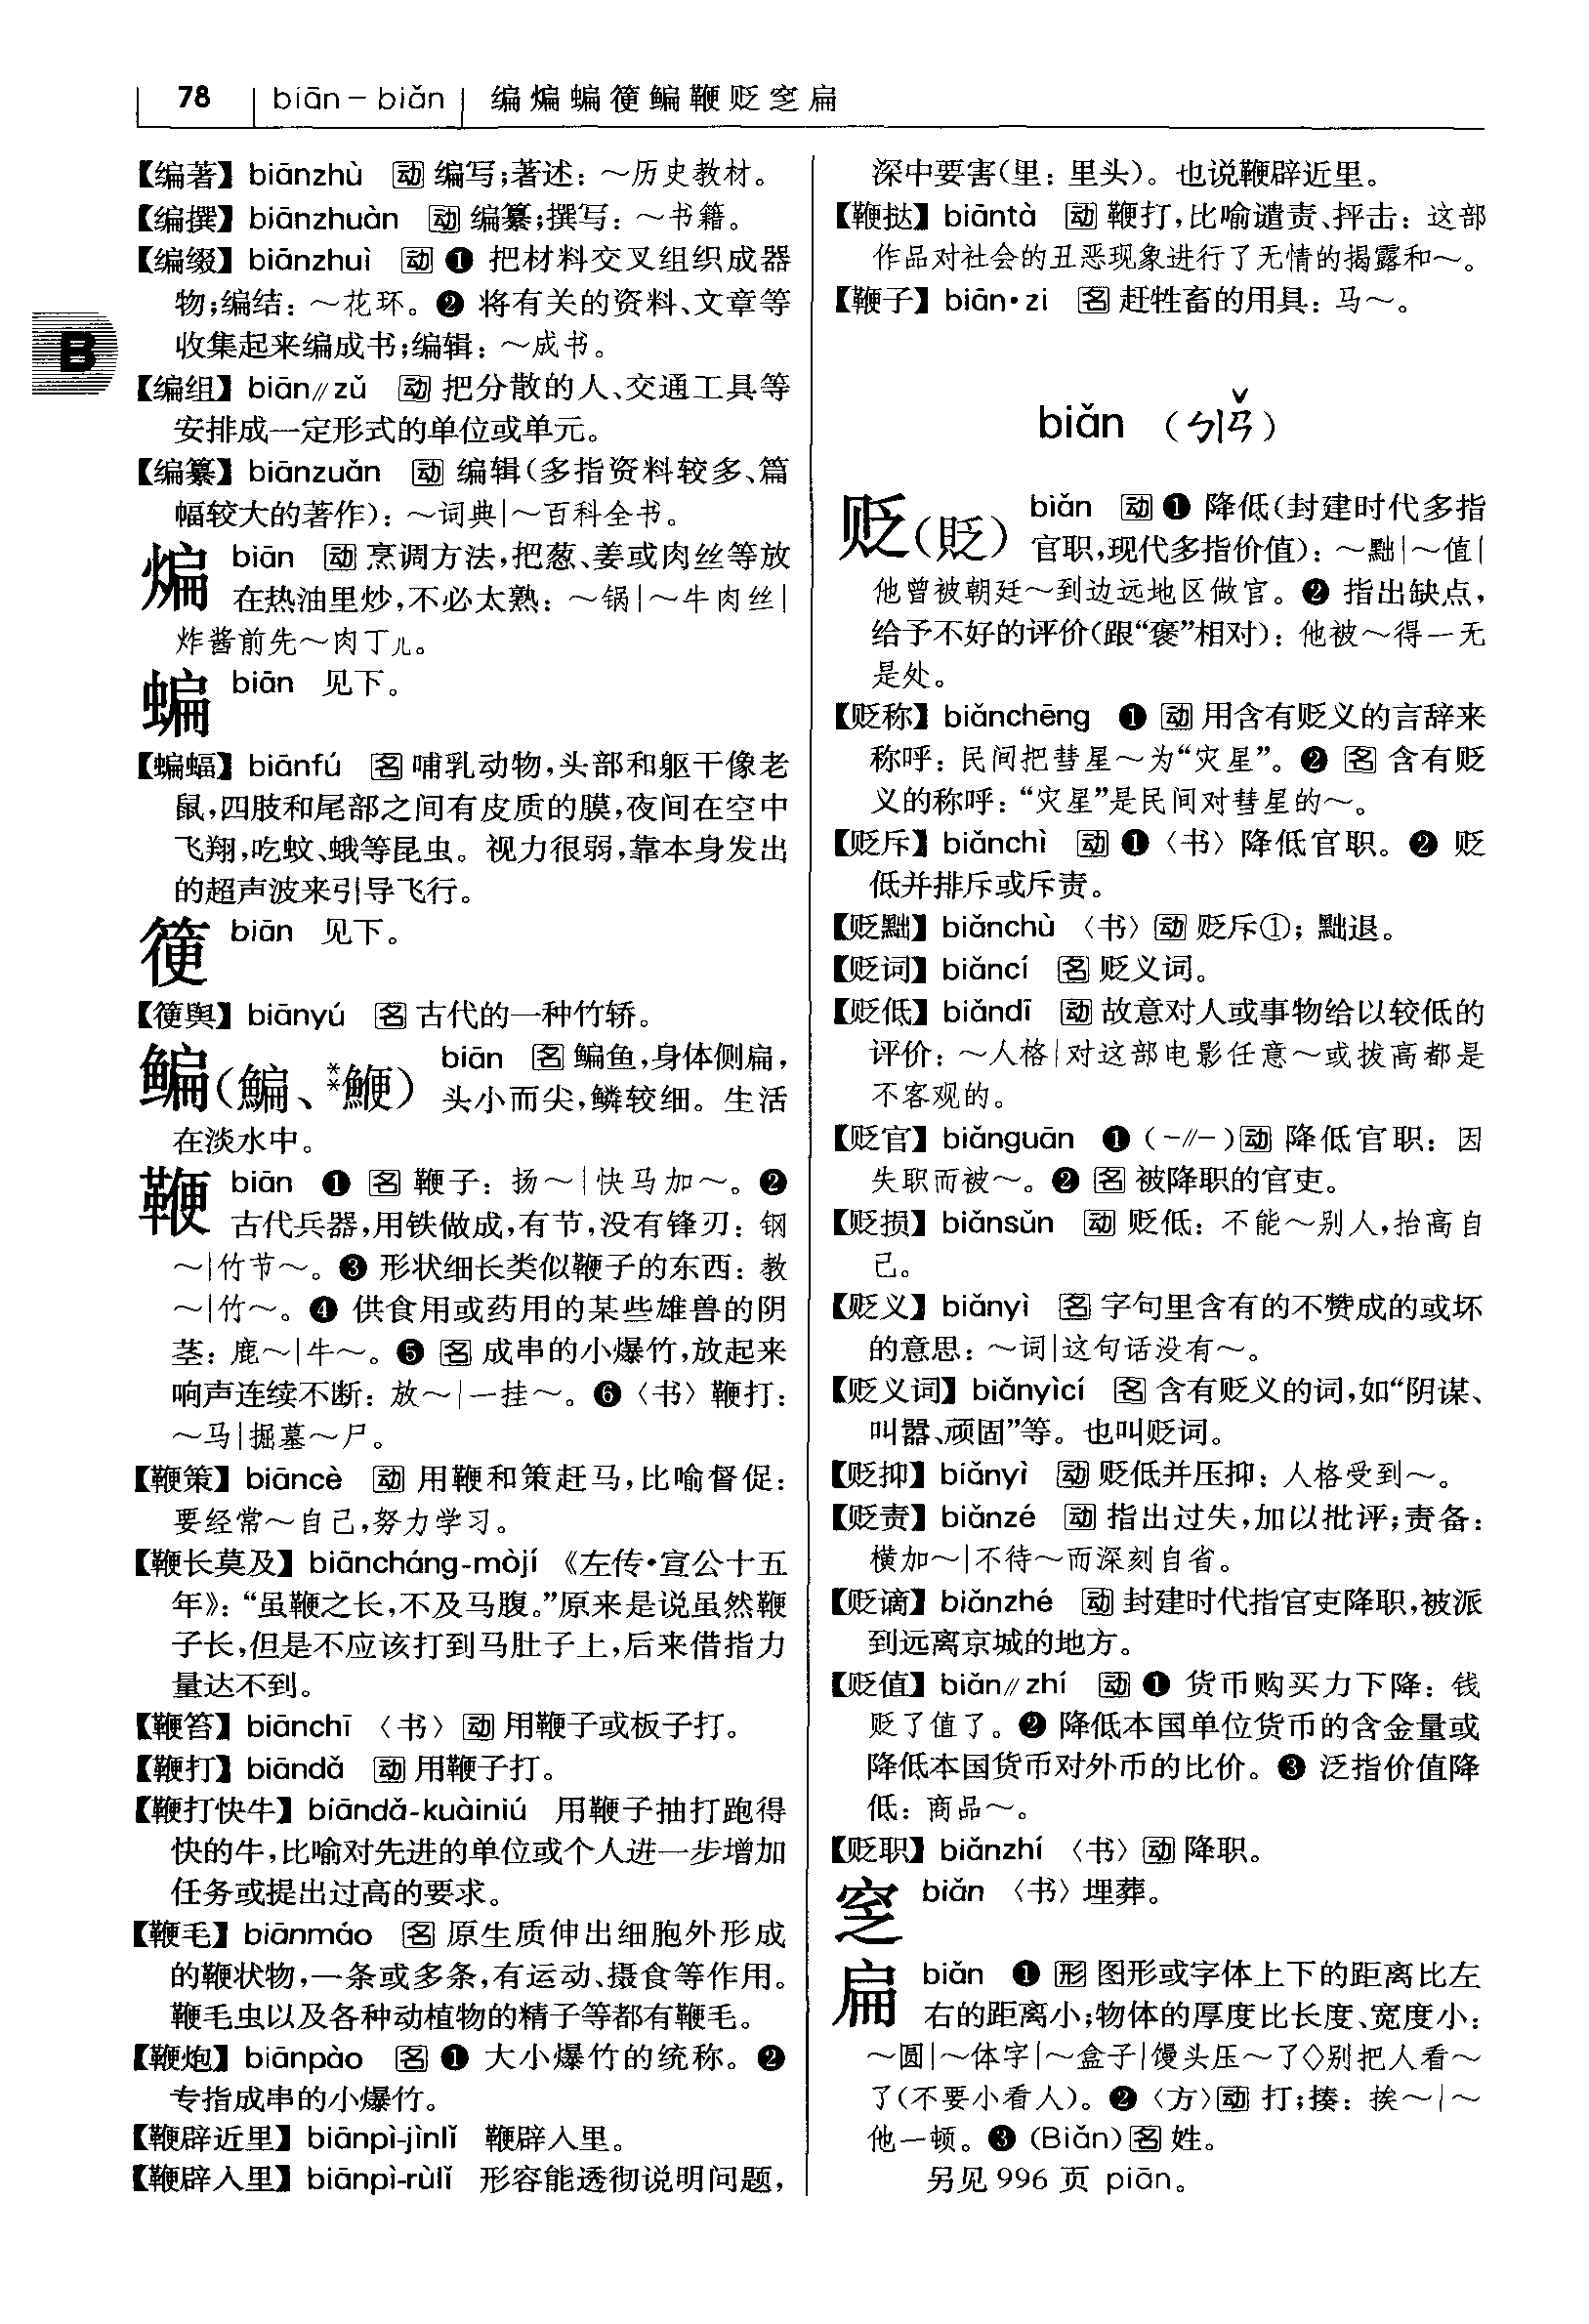 78 biān－biǎn 编煸蝙箯鳊鞭贬窆扁
B
【编著】biānzhù 动 编写;著述：～历史教材。
【编撰】biānzhuàn 动 编纂;撰写：～书籍。
【编缀】biānzhuì 动 ❶ 把材料交叉组织成器
物;编结：～花环。❷ 将有关的资料、文章等
收集起来编成书;编辑：～成书。
【编组】biān∥zǔ 动 把分散的人、交通工具等
安排成一定形式的单位或单元。
【编纂】biānzuǎn 动 编辑(多指资料较多、篇
幅较大的著作)：～词典|～百科全书。
煸 biān 动 烹调方法,把葱、姜或肉丝等放
在热油里炒,不必太熟：～锅|～牛肉丝|
炸酱前先～肉丁儿。
蝙 biān 见下。
【蝙蝠】biānfú 名 哺乳动物,头部和躯干像老
鼠,四肢和尾部之间有皮质的膜,夜间在空中
飞翔,吃蚊、蛾等昆虫。视力很弱,靠本身发出
的超声波来引导飞行。
箯 biān 见下。
【箯舆】biānyú 名 古代的一种竹轿。
鳊(鯿、**鯾) biān 名 鳊鱼,身体侧扁,
头小而尖,鳞较细。生活
在淡水中。
鞭 biān ❶ 名 鞭子：扬～|快马加～。❷
古代兵器,用铁做成,有节,没有锋刃：钢
～|竹节～。❸ 形状细长类似鞭子的东西：教
～|竹～。❹ 供食用或药用的某些雄兽的阴
茎：鹿～|牛～。❺ 名 成串的小爆竹,放起来
响声连续不断：放～|一挂～。❻〈书〉鞭打：
～马|掘墓～尸。
【鞭策】biāncè 动 用鞭和策赶马,比喻督促：
要经常～自己,努力学习。
【鞭长莫及】biāncháng-mòjí 《左传•宣公十五
年》：“虽鞭之长,不及马腹。”原来是说虽然鞭
子长,但是不应该打到马肚子上,后来借指力
量达不到。
【鞭笞】biānchī 〈书〉动 用鞭子或板子打。
【鞭打】biāndǎ 动 用鞭子打。
【鞭打快牛】biāndǎ-kuàiniú 用鞭子抽打跑得
快的牛,比喻对先进的单位或个人进一步增加
任务或提出过高的要求。
【鞭毛】biānmáo 名 原生质伸出细胞外形成
的鞭状物,一条或多条,有运动、摄食等作用。
鞭毛虫以及各种动植物的精子等都有鞭毛。
【鞭炮】biānpào 名 ❶ 大小爆竹的统称。❷
专指成串的小爆竹。
【鞭辟近里】biānpì-jìnlǐ 鞭辟入里。
【鞭辟入里】biānpì-rùlǐ 形容能透彻说明问题,
深中要害(里：里头)。也说鞭辟近里。
【鞭挞】biāntà 动 鞭打,比喻谴责、抨击：这部
作品对社会的丑恶现象进行了无情的揭露和～。
【鞭子】biān•zi 名 赶牲畜的用具：马～。
biǎn （ㄅㄧㄢˇ）
贬(貶) biǎn 动 ❶ 降低(封建时代多指
官职,现代多指价值)：～黜|～值|
他曾被朝廷～到边远地区做官。❷ 指出缺点,
给予不好的评价(跟“褒”相对)：他被～得一无
是处。
【贬称】biǎnchēng ❶ 动 用含有贬义的言辞来
称呼：民间把彗星～为“灾星”。❷ 名 含有贬
义的称呼：“灾星”是民间对彗星的～。
【贬斥】biǎnchì 动 ❶〈书〉降低官职。❷ 贬
低并排斥或斥责。
【贬黜】biǎnchù 〈书〉动 贬斥①；黜退。
【贬词】biǎncí 名 贬义词。
【贬低】biǎndī 动 故意对人或事物给以较低的
评价：～人格|对这部电影任意～或拔高都是
不客观的。
【贬官】biǎnguān ❶ (-∥-)动 降低官职：因
失职而被～。❷ 名 被降职的官吏。
【贬损】biǎnsǔn 动 贬低：不能～别人,抬高自
己。
【贬义】biǎnyì 名 字句里含有的不赞成的或坏
的意思：～词|这句话没有～。
【贬义词】biǎnyìcí 名 含有贬义的词,如“阴谋、
叫嚣、顽固”等。也叫贬词。
【贬抑】biǎnyì 动 贬低并压抑：人格受到～。
【贬责】biǎnzé 动 指出过失,加以批评;责备：
横加～|不待～而深刻自省。
【贬谪】biǎnzhé 动 封建时代指官吏降职,被派
到远离京城的地方。
【贬值】biǎn∥zhí 动 ❶ 货币购买力下降：钱
贬了值了。❷ 降低本国单位货币的含金量或
降低本国货币对外币的比价。❸ 泛指价值降
低：商品～。
【贬职】biǎnzhí 〈书〉动 降职。
窆 biǎn 〈书〉埋葬。
扁 biǎn ❶ 形 图形或字体上下的距离比左
右的距离小;物体的厚度比长度、宽度小：
～圆|～体字|～盒子|馒头压～了◇别把人看～
了(不要小看人)。❷〈方〉动 打;揍：挨～|～
他一顿。❸ (Biǎn)名 姓。
另见 996 页 piān。